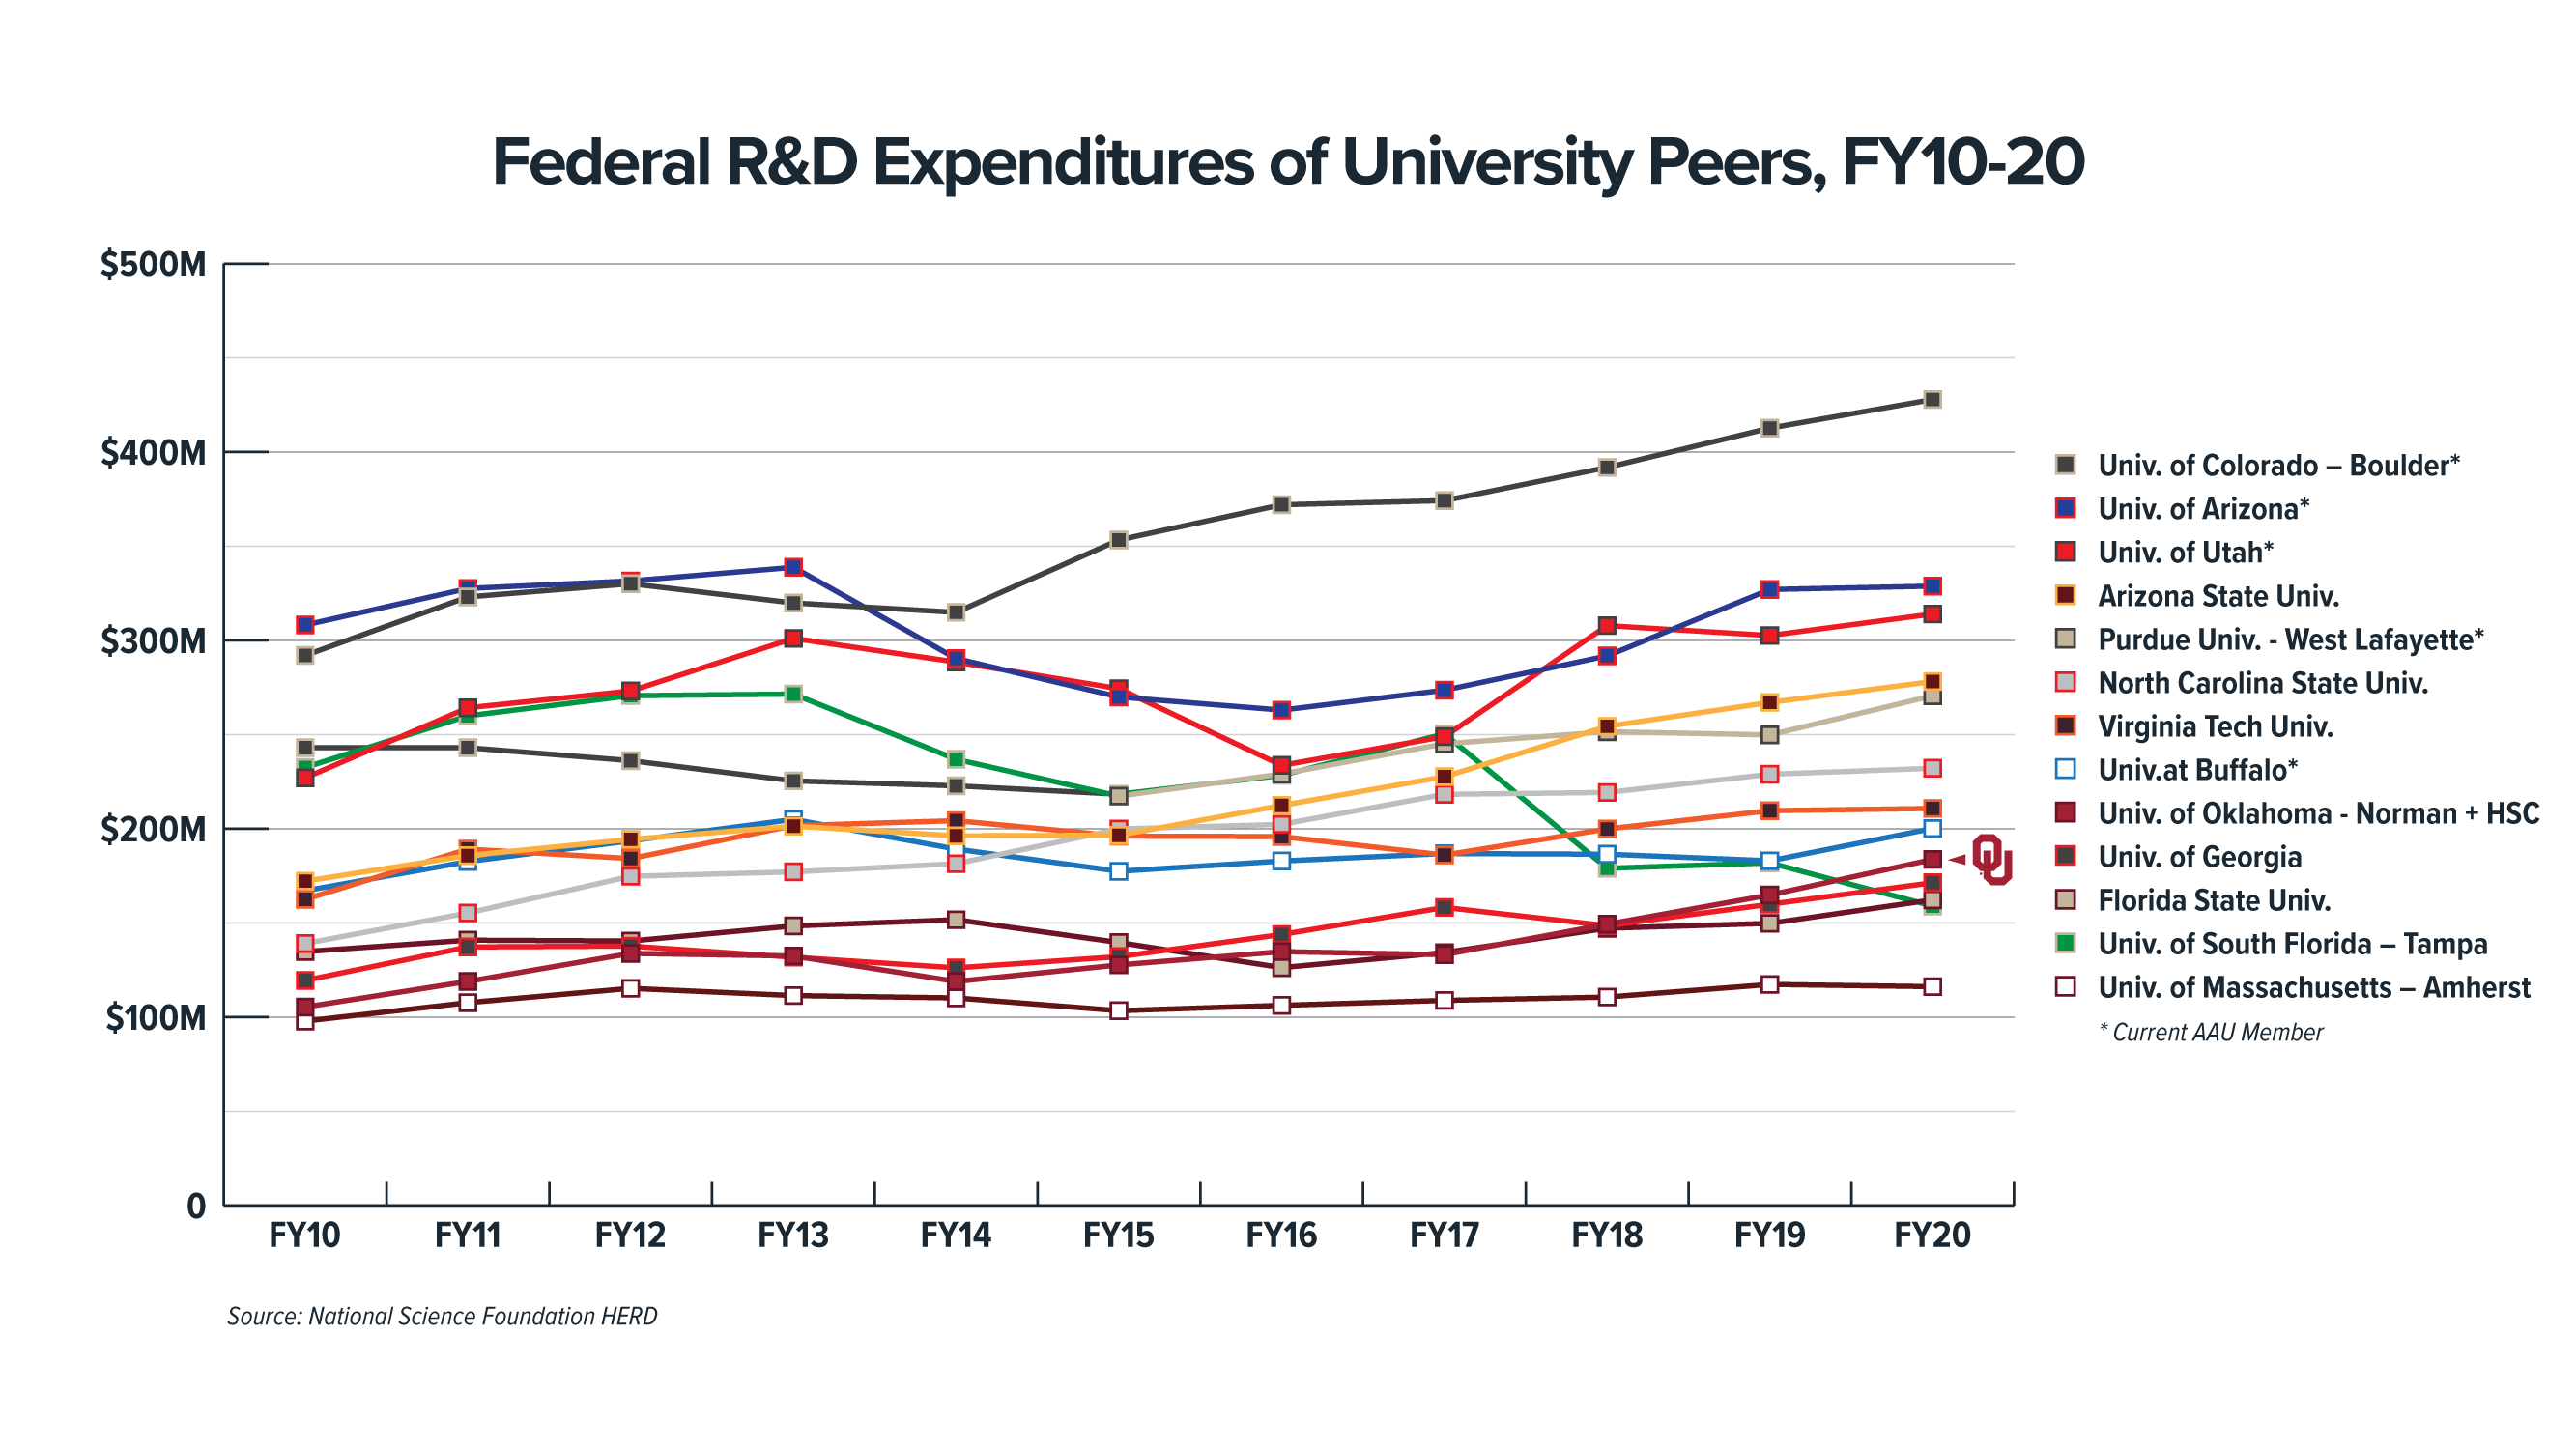 Federal R&D Expenditures of University Peers, FY10-20
$500M
$400M
$300M
$200M
$100M
0
FY10 FY11 FY12 FY13 FY14 FY15 FY16 FY17 FY18 FY19 FY20
Univ. of Colorado – Boulder*
Univ. of Arizona*
Univ. of Utah*
Arizona State Univ.
Purdue Univ. - West Lafayette*
North Carolina State Univ.
Virginia Tech Univ.
Univ.at Buffalo*
Univ. of Oklahoma - Norman + HSC
Univ. of Georgia
Florida State Univ.
Univ. of South Florida – Tampa
Univ. of Massachusetts – Amherst
* Current AAU Member
OU
Source: National Science Foundation HERD